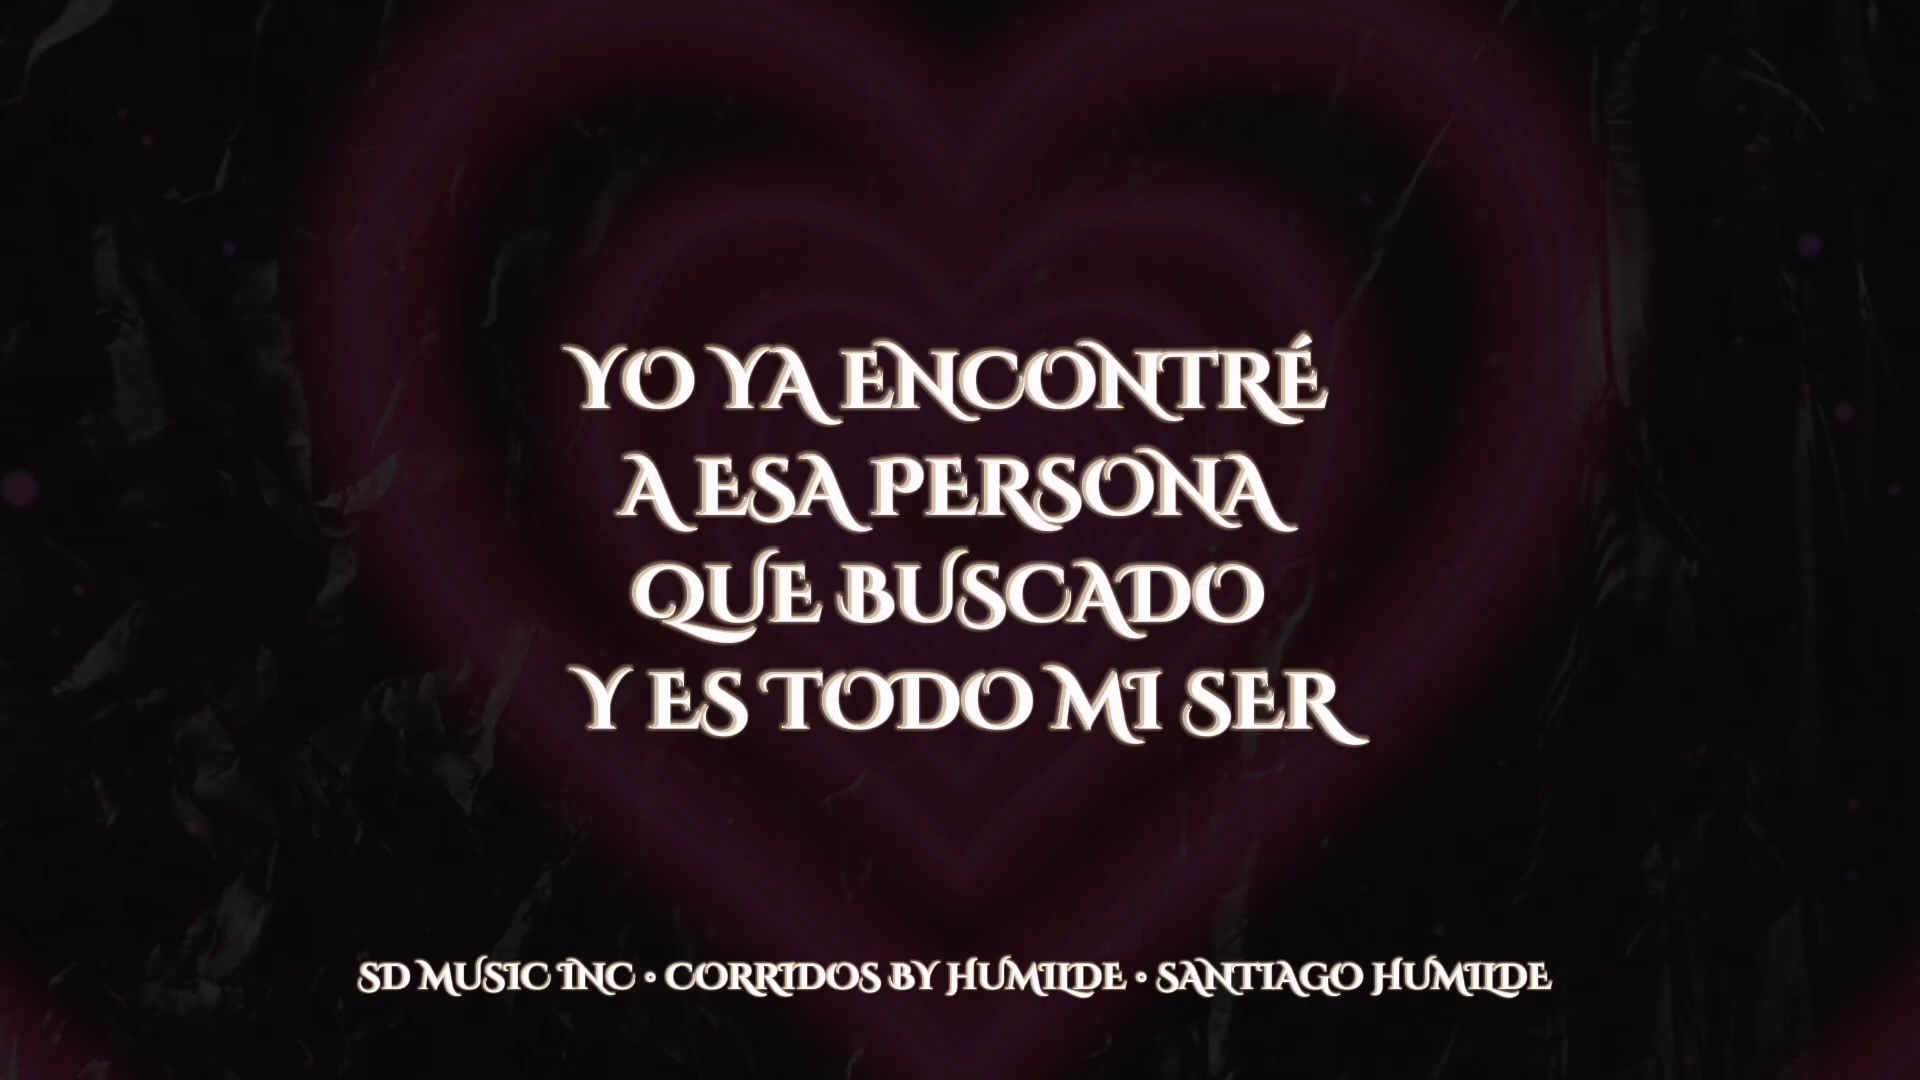 YO YA ENCONTRÉ
A ESA PERSONA
QUE BUSCADO
Y ES TODO MI SER
SD MUSIC INC • CORRIDOS BY HUMILDE • SANTIAGO HUMILDE